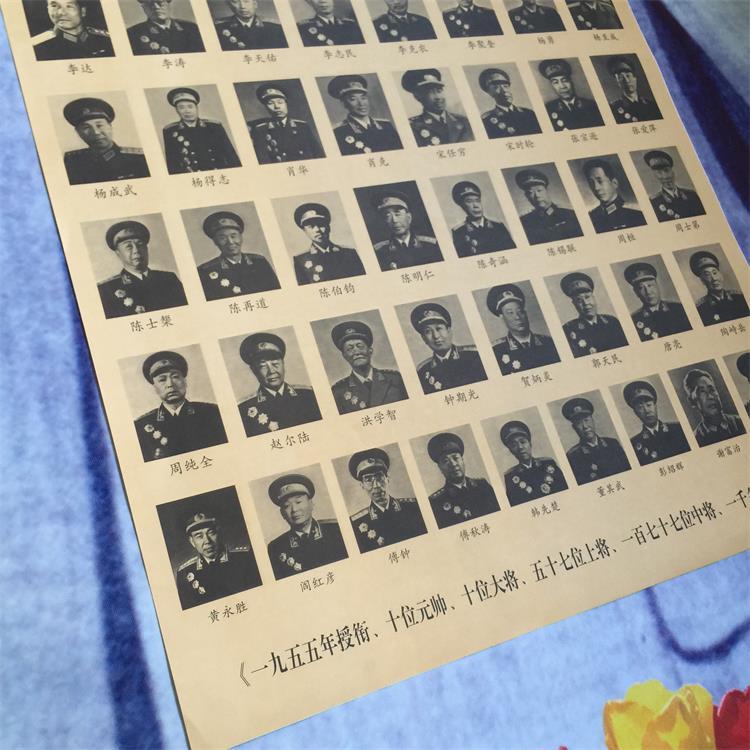 李达 李涛 李天佑 李志民 李克农 李聚奎 杨勇
杨成武 杨得志 肖华 肖克 宋任穷 宋时轮 张宗逊 张爱萍
陈士榘 陈再道 陈伯钧 陈明仁 陈奇涵 陈锡联 周桓 周士第
周纯全 赵尔陆 洪学智 钟期光 贺炳炎 郭天民 唐亮 陶峙岳
黄永胜 阎红彦 傅钟 傅秋涛 韩先楚 董其武 彭绍辉 谢富治
《一九五五年授衔、十位元帅、十位大将、五十七位上将、一百七十七位中将、一千